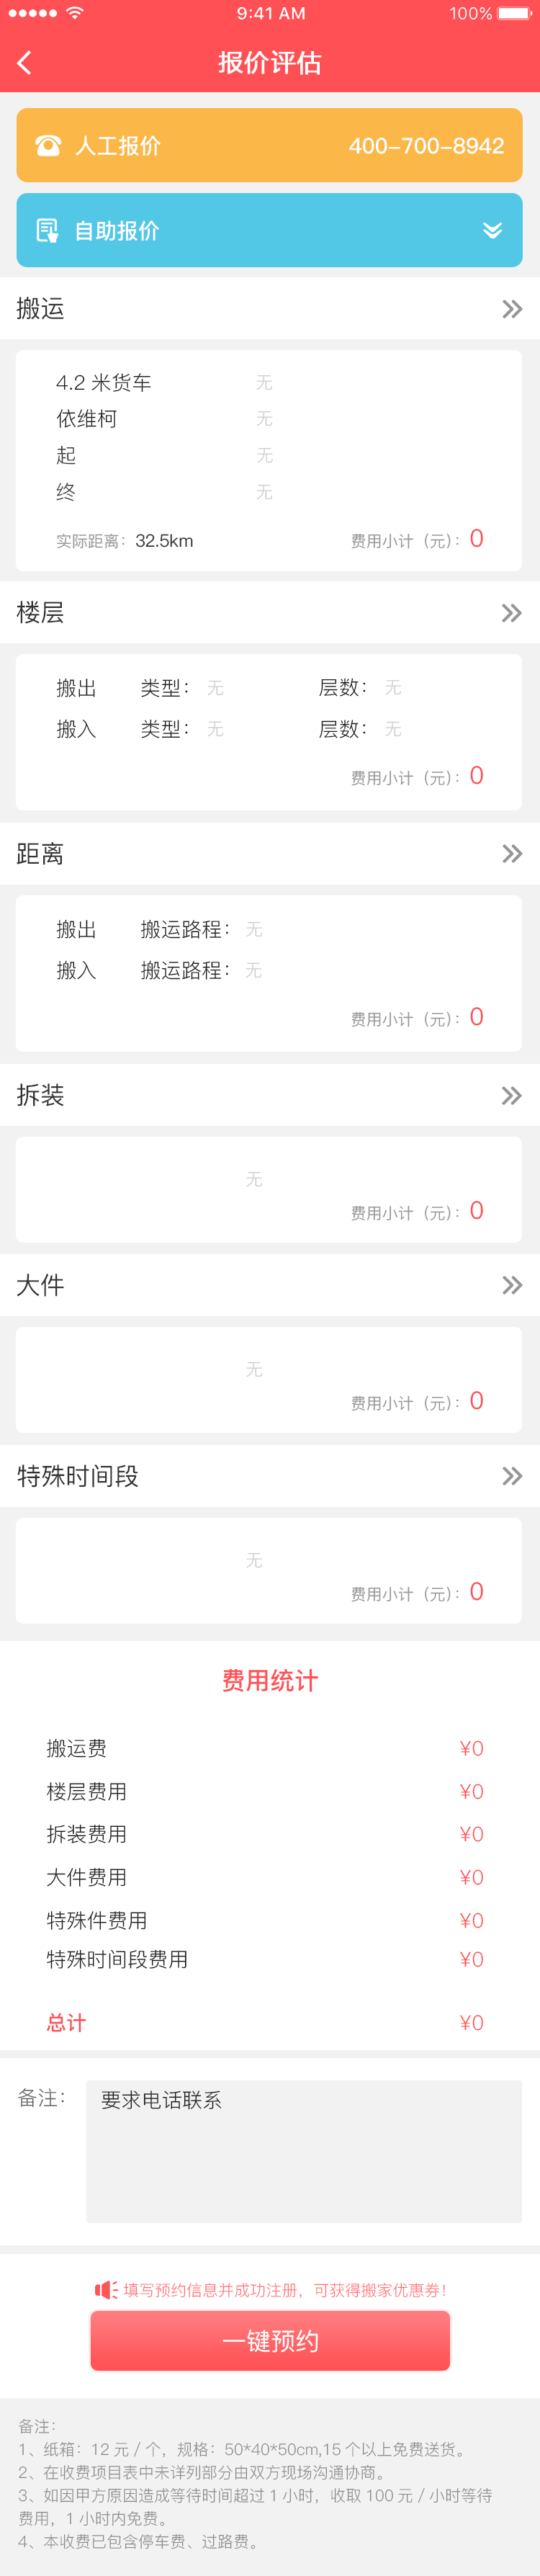 9:41 AM 100%
报价评估
人工报价 400-700-8942
自助报价
搬运
4.2 米货车 无
依维柯 无
起 无
终 无
实际距离：32.5km 费用小计（元）：0
楼层
搬出 类型：无 层数：无
搬入 类型：无 层数：无
费用小计（元）：0
距离
搬出 搬运路程：无
搬入 搬运路程：无
费用小计（元）：0
拆装
无
费用小计（元）：0
大件
无
费用小计（元）：0
特殊时间段
无
费用小计（元）：0
费用统计
搬运费 ¥0
楼层费用 ¥0
拆装费用 ¥0
大件费用 ¥0
特殊件费用 ¥0
特殊时间段费用 ¥0
总计 ¥0
备注：要求电话联系
填写预约信息并成功注册，可获得搬家优惠券！
一键预约
备注：
1、纸箱：12 元 / 个，规格：50*40*50cm,15 个以上免费送货。
2、在收费项目表中未详列部分由双方现场沟通协商。
3、如因甲方原因造成等待时间超过 1 小时，收取 100 元 / 小时等待
费用，1 小时内免费。
4、本收费已包含停车费、过路费。